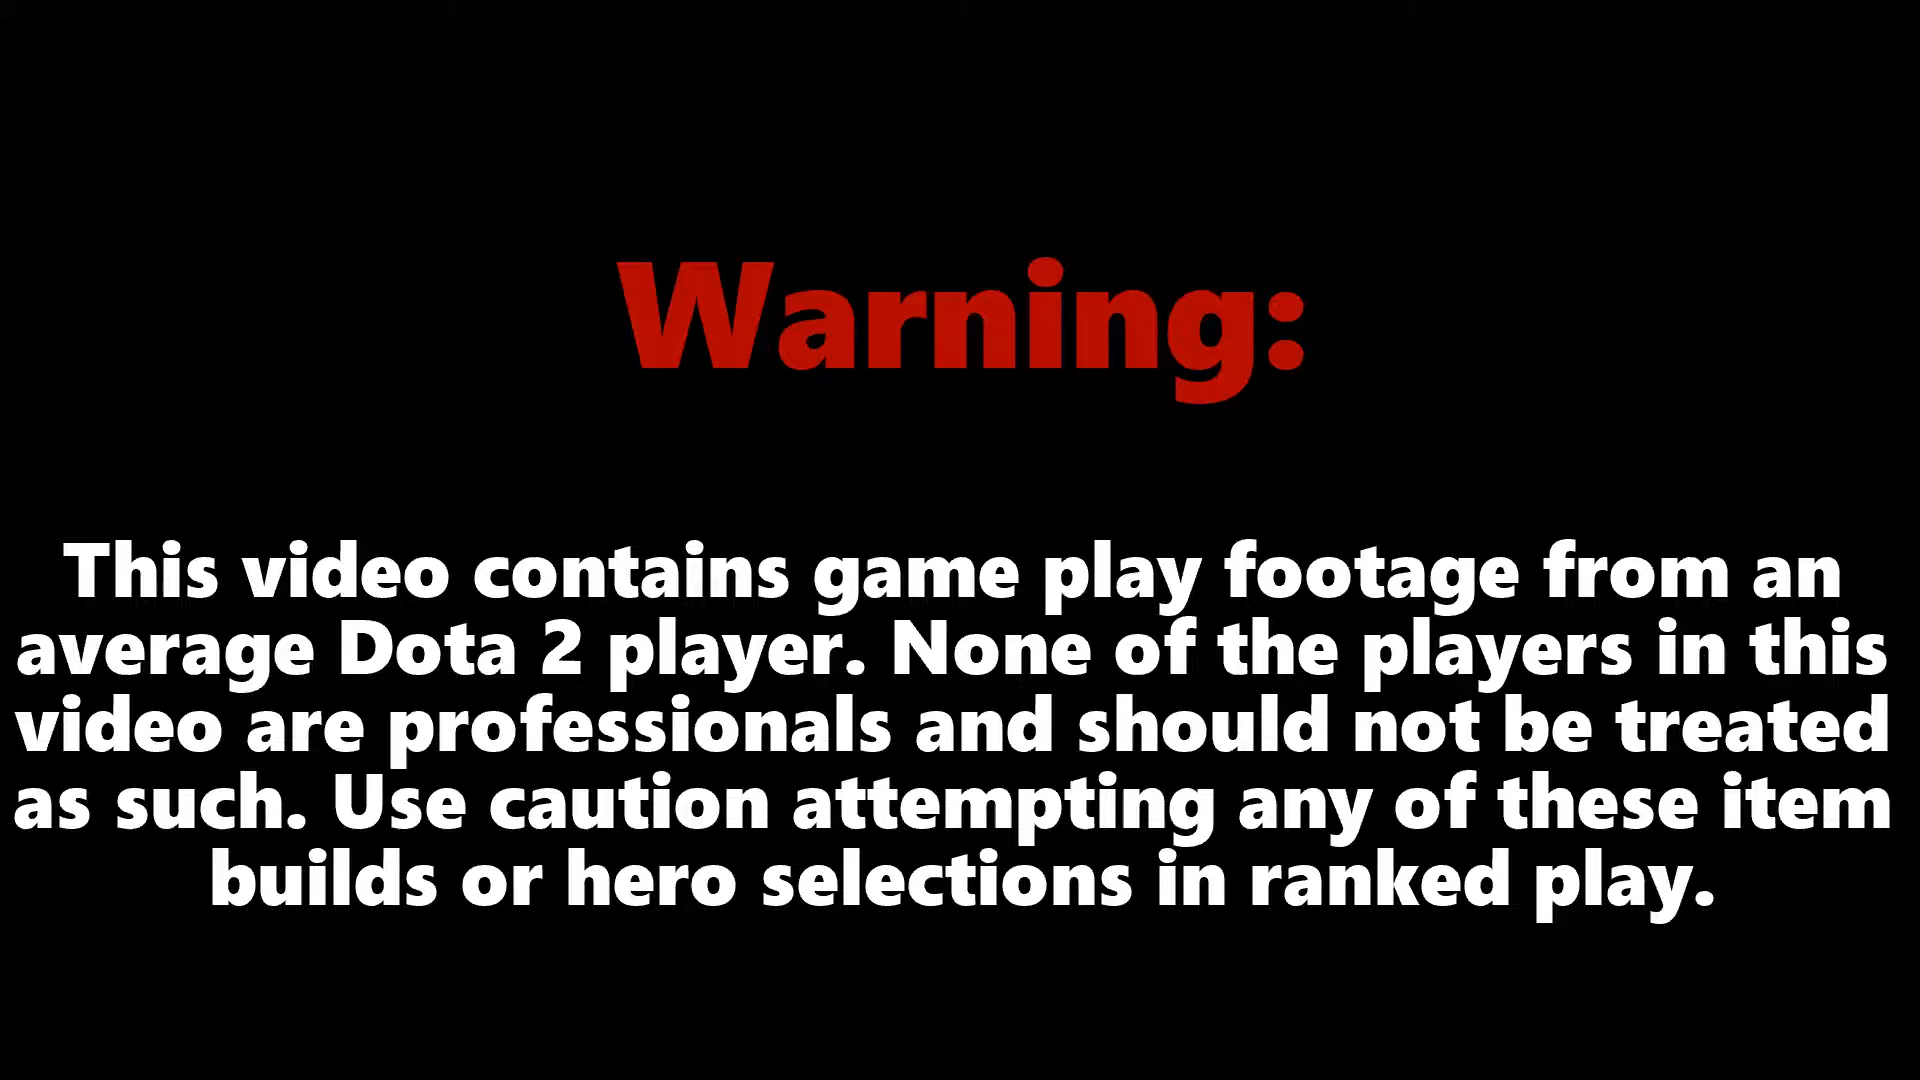 Warning:
This video contains game play footage from an
average Dota 2 player. None of the players in this
video are professionals and should not be treated
as such. Use caution attempting any of these item
builds or hero selections in ranked play.